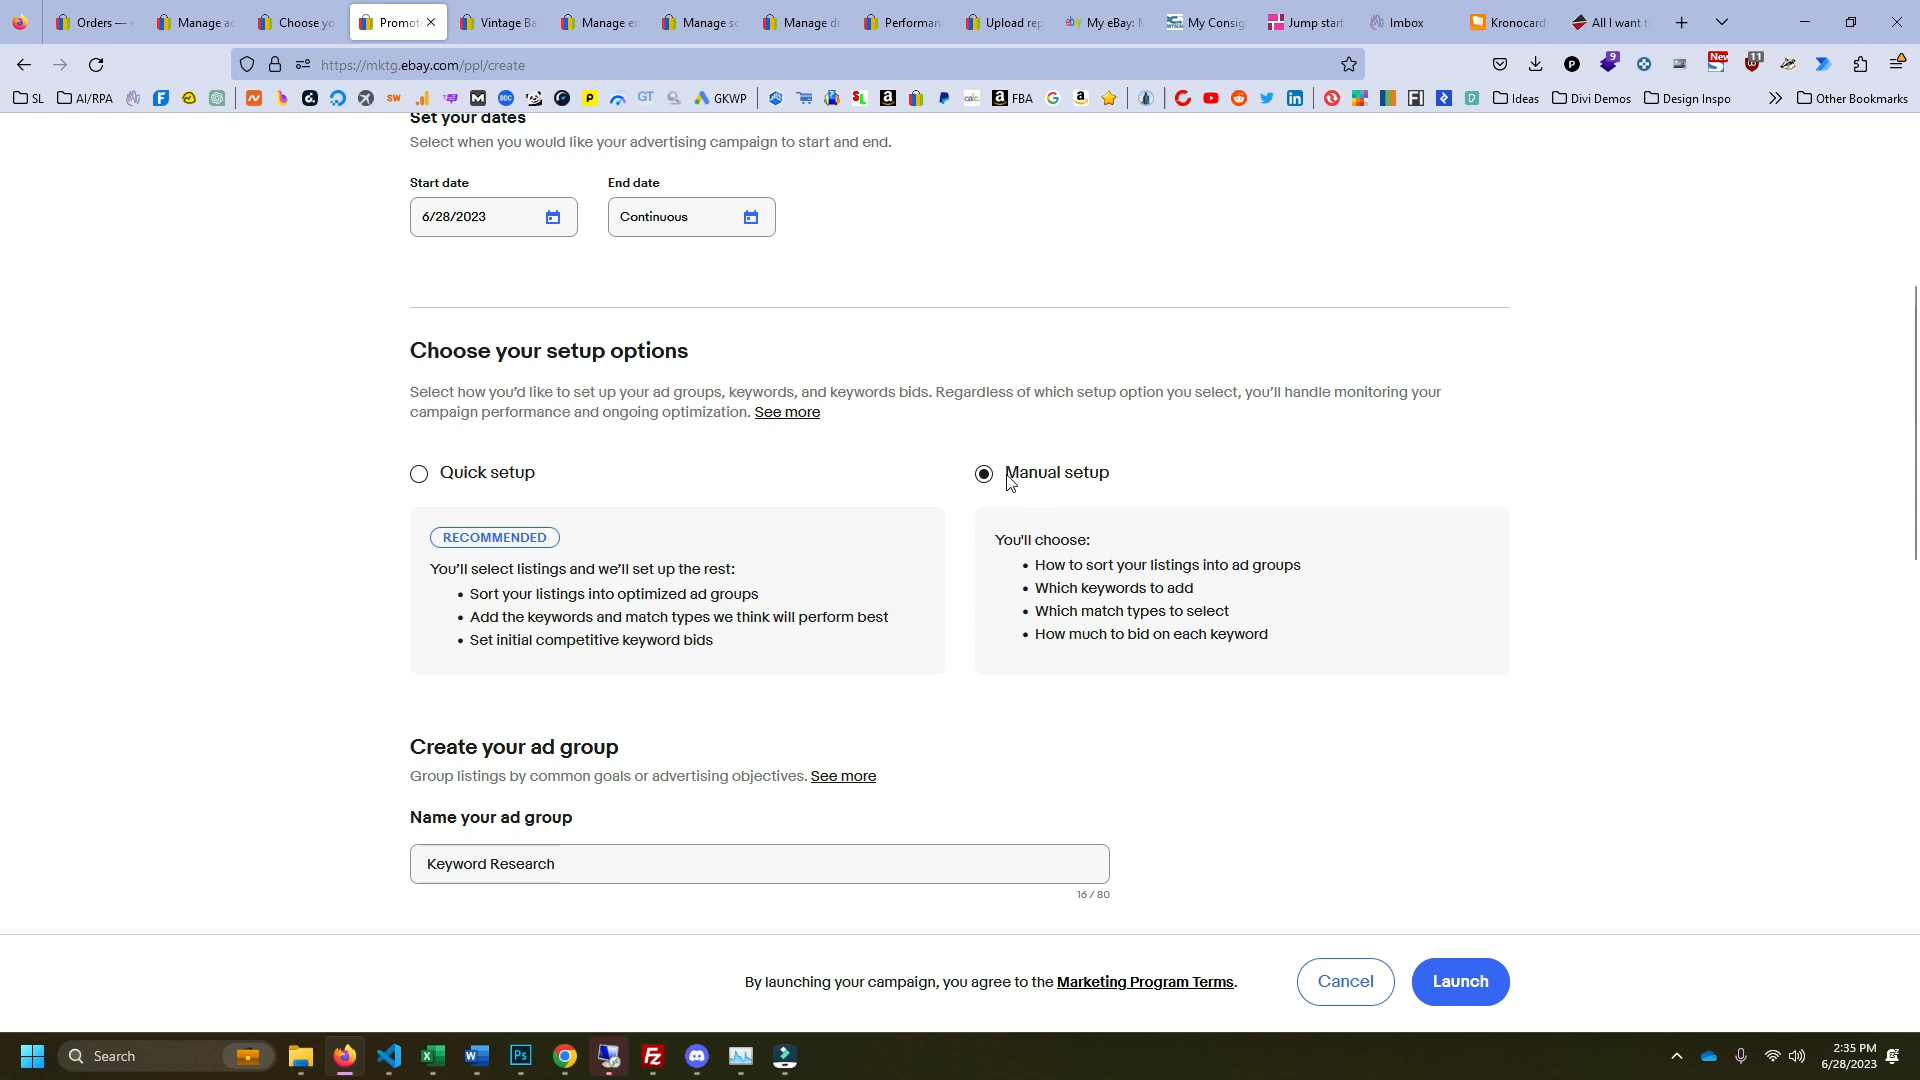 Orders — e
Manage ac
Choose yo
Promot
Vintage Ba
Manage en
Manage sc
Manage dr
Performan
Upload rep
My eBay: M
My Consig
Jump start
Inbox
Kronocard
All I want t
https://mktg.ebay.com/ppl/create
9
New
11
SL
AI/RPA
GKWP
FBA
Ideas
Divi Demos
Design Inspo
Other Bookmarks
Set your dates
Select when you would like your advertising campaign to start and end.
Start date
End date
6/28/2023
Continuous
Choose your setup options
Select how you'd like to set up your ad groups, keywords, and keywords bids. Regardless of which setup option you select, you'll handle monitoring your
campaign performance and ongoing optimization. See more
Quick setup
RECOMMENDED
You'll select listings and we'll set up the rest:
• Sort your listings into optimized ad groups
• Add the keywords and match types we think will perform best
• Set initial competitive keyword bids
Manual setup
You'll choose:
• How to sort your listings into ad groups
• Which keywords to add
• Which match types to select
• How much to bid on each keyword
Create your ad group
Group listings by common goals or advertising objectives. See more
Name your ad group
Keyword Research
16 / 80
By launching your campaign, you agree to the Marketing Program Terms.
Cancel
Launch
Search
2:35 PM
6/28/2023